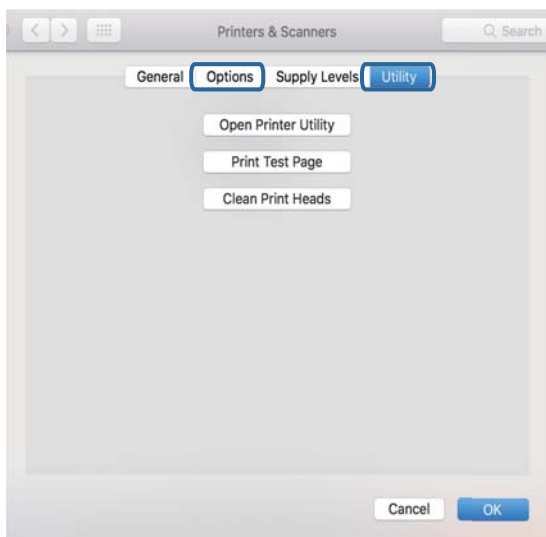 Printers & Scanners Search
General Options Supply Levels Utility
Open Printer Utility
Print Test Page
Clean Print Heads
Cancel OK